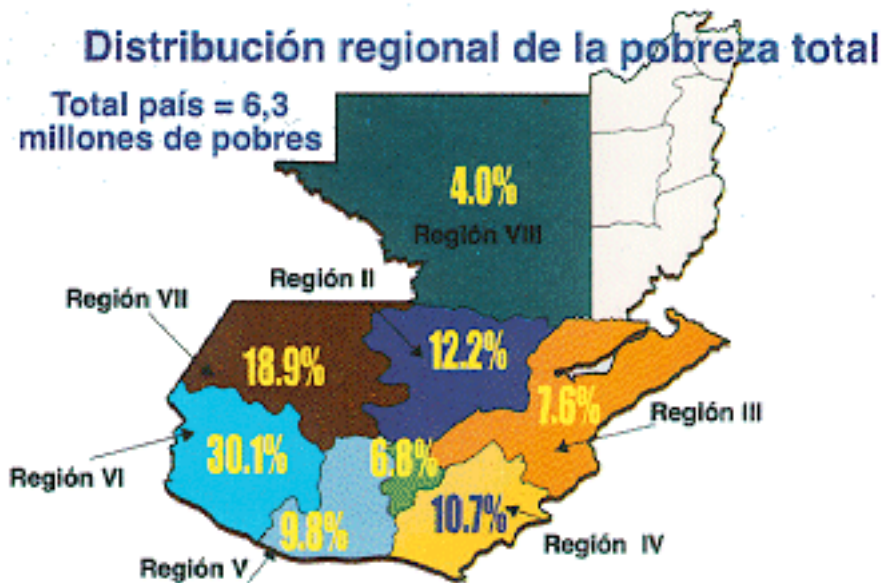 Distribución regional de la pobreza total
Total país = 6,3
millones de pobres
4.0%
Región VIII
Región II
Región VII
12.2%
18.9%
7.6%
Región III
30.1%
6.8%
Región VI
10.7%
9.8%
Región IV
Región V